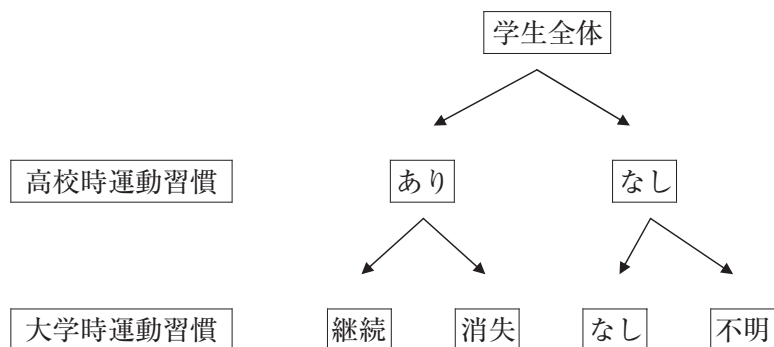 学生全体
高校時運動習慣 あり なし
大学時運動習慣 継続 消失 なし 不明